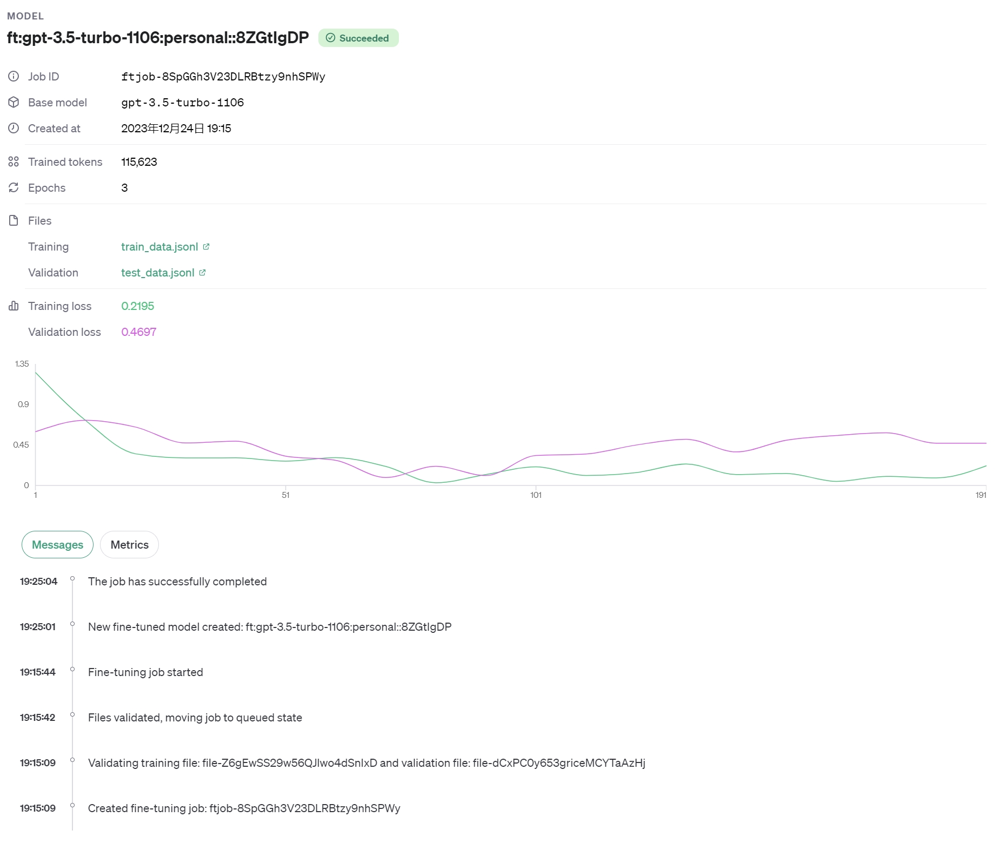 MODEL
ft:gpt-3.5-turbo-1106:personal::8ZGtIgDP Succeeded
Job ID ftjob-8SpGGh3V23DLRBtzy9nhSPWy
Base model gpt-3.5-turbo-1106
Created at 2023年12月24日 19:15
Trained tokens 115,623
Epochs 3
Files
Training train_data.jsonl
Validation test_data.jsonl
Training loss 0.2195
Validation loss 0.4697
1.35
0.9
0.45
0
1 51 101 191
Messages Metrics
19:25:04 The job has successfully completed
19:25:01 New fine-tuned model created: ft:gpt-3.5-turbo-1106:personal::8ZGtIgDP
19:15:44 Fine-tuning job started
19:15:42 Files validated, moving job to queued state
19:15:09 Validating training file: file-Z6gEwSS29w56QJlwo4dSnIxD and validation file: file-dCxPC0y653griceMCYTaAzHj
19:15:09 Created fine-tuning job: ftjob-8SpGGh3V23DLRBtzy9nhSPWy